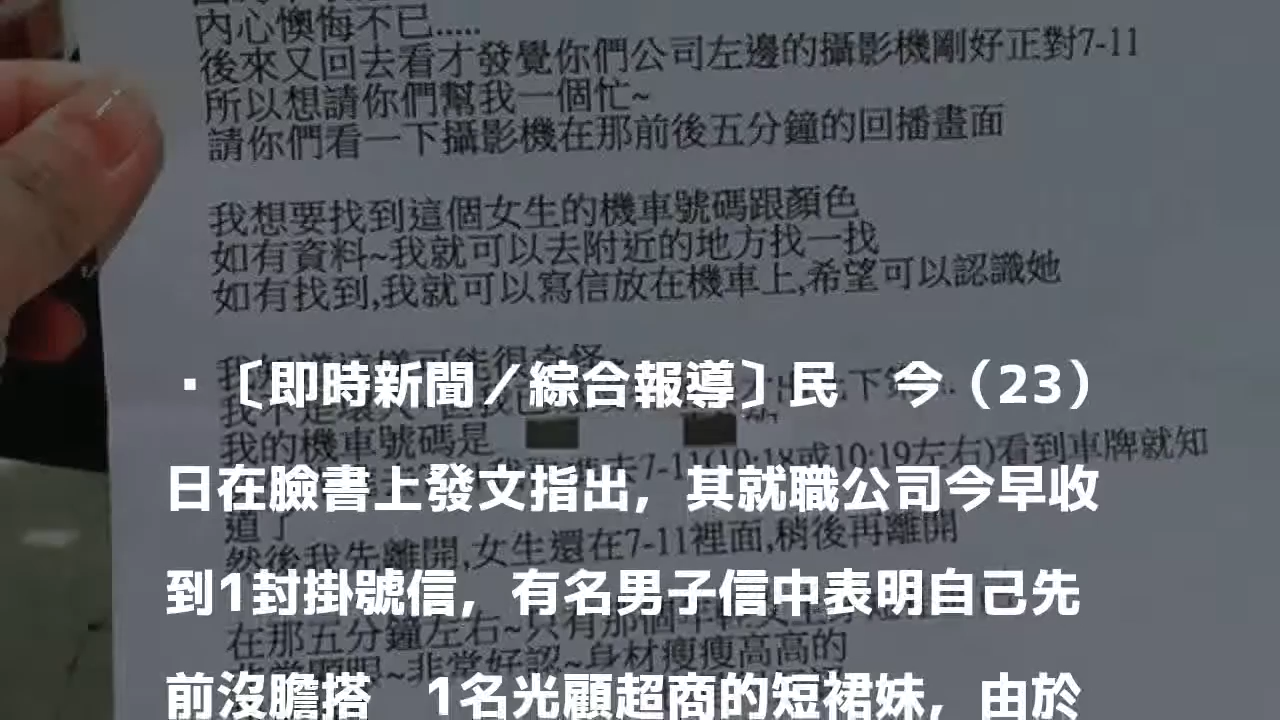 內心懊悔不已.....
後來又回去看才發覺你們公司左邊的攝影機剛好正對7-11
所以想請你們幫我一個忙~
請你們看一下攝影機在那前後五分鐘的回播畫面
我想要找到這個女生的機車號碼跟顏色
如有資料~我就可以去附近的地方找一找
如有找到,我就可以寫信放在機車上,希望可以認識她
▪〔即時新聞／綜合報導〕民　今（23）
我的機車號碼是
7-11(10:18或10:19左右)看到車牌就知
日在臉書上發文指出，其就職公司今早收
道了
然後我先離開,女生還在7-11裡面,稍後再離開
到1封掛號信，有名男子信中表明自己先
在那五分鐘左右~只有那個
非常顯眼~非常好認~身材瘦瘦高高的
前沒膽搭　1名光顧超商的短裙妹，由於